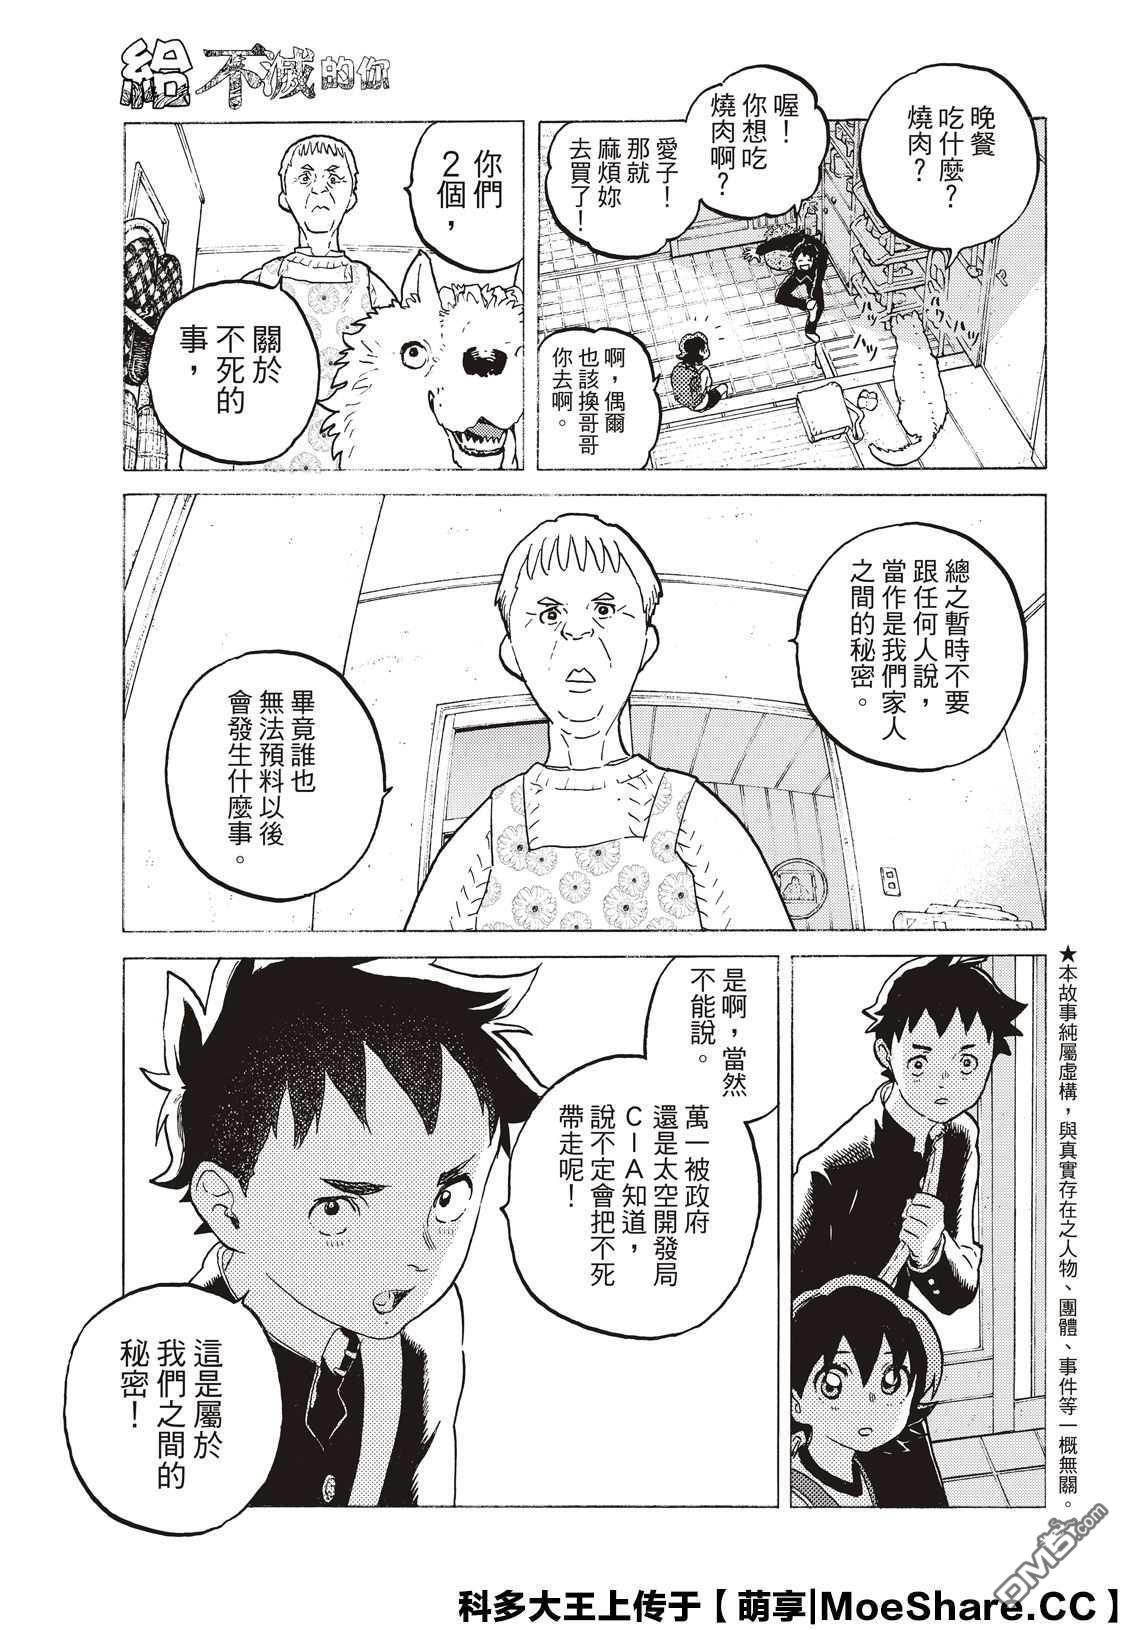 給不滅的你
晚餐
吃什麼？
燒肉？
喔！
你想吃
燒肉啊？
愛子！
那就
麻煩妳
去買了！
啊，偶爾
也該換哥哥
你去啊。
你們
2個，
關於
不死的
事，
總之暫時不要
跟任何人說，
當作是我們家人
之間的秘密。
畢竟誰也
無法預料以後
會發生什麼事。
是啊，當然
不能說。
萬一被政府
還是太空開發局
CIA知道，
說不定會把不死
帶走呢！
這是屬於
我們之間的
秘密！
★本故事純屬虛構，與真實存在之人物、團體、事件等一概無關。
DM5.com
科多大王上传于【萌享|MoeShare.CC】